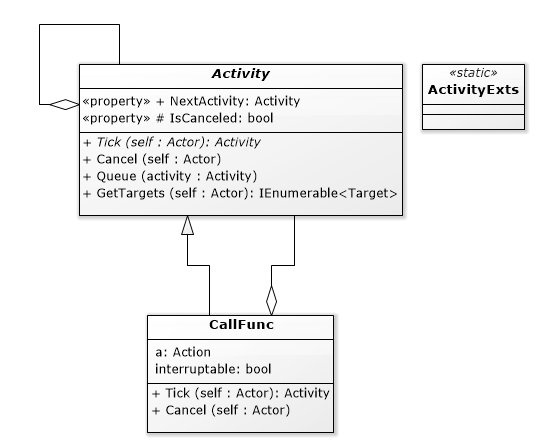 Activity
«property» + NextActivity: Activity
«property» # IsCanceled: bool
+ Tick (self : Actor): Activity
+ Cancel (self : Actor)
+ Queue (activity : Activity)
+ GetTargets (self : Actor): IEnumerable<Target>
«static»
ActivityExts
CallFunc
a: Action
interruptable: bool
+ Tick (self : Actor): Activity
+ Cancel (self : Actor)